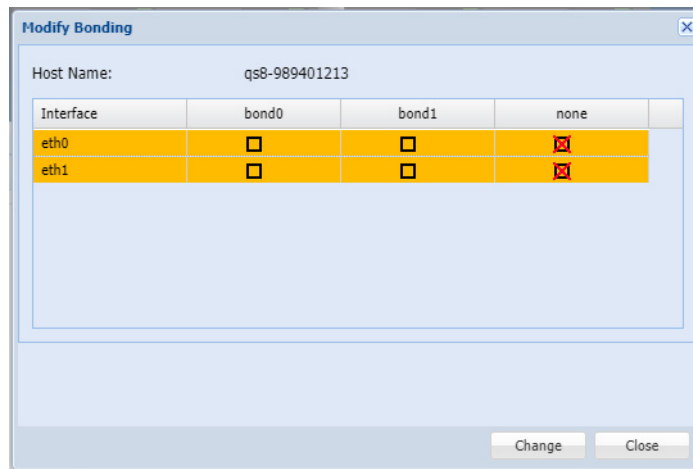 Modify Bonding
Host Name: qs8-989401213
Interface bond0 bond1 none
eth0
eth1
Change Close